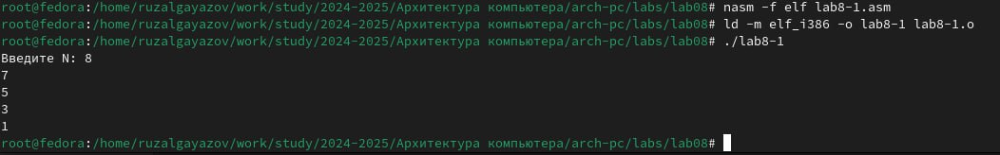 root@fedora:/home/ruzalgayazov/work/study/2024-2025/Архитектура компьютера/arch-pc/labs/lab08# nasm -f elf lab8-1.asm
root@fedora:/home/ruzalgayazov/work/study/2024-2025/Архитектура компьютера/arch-pc/labs/lab08# ld -m elf_i386 -o lab8-1 lab8-1.o
root@fedora:/home/ruzalgayazov/work/study/2024-2025/Архитектура компьютера/arch-pc/labs/lab08# ./lab8-1
Введите N: 8
7
5
3
1
root@fedora:/home/ruzalgayazov/work/study/2024-2025/Архитектура компьютера/arch-pc/labs/lab08#